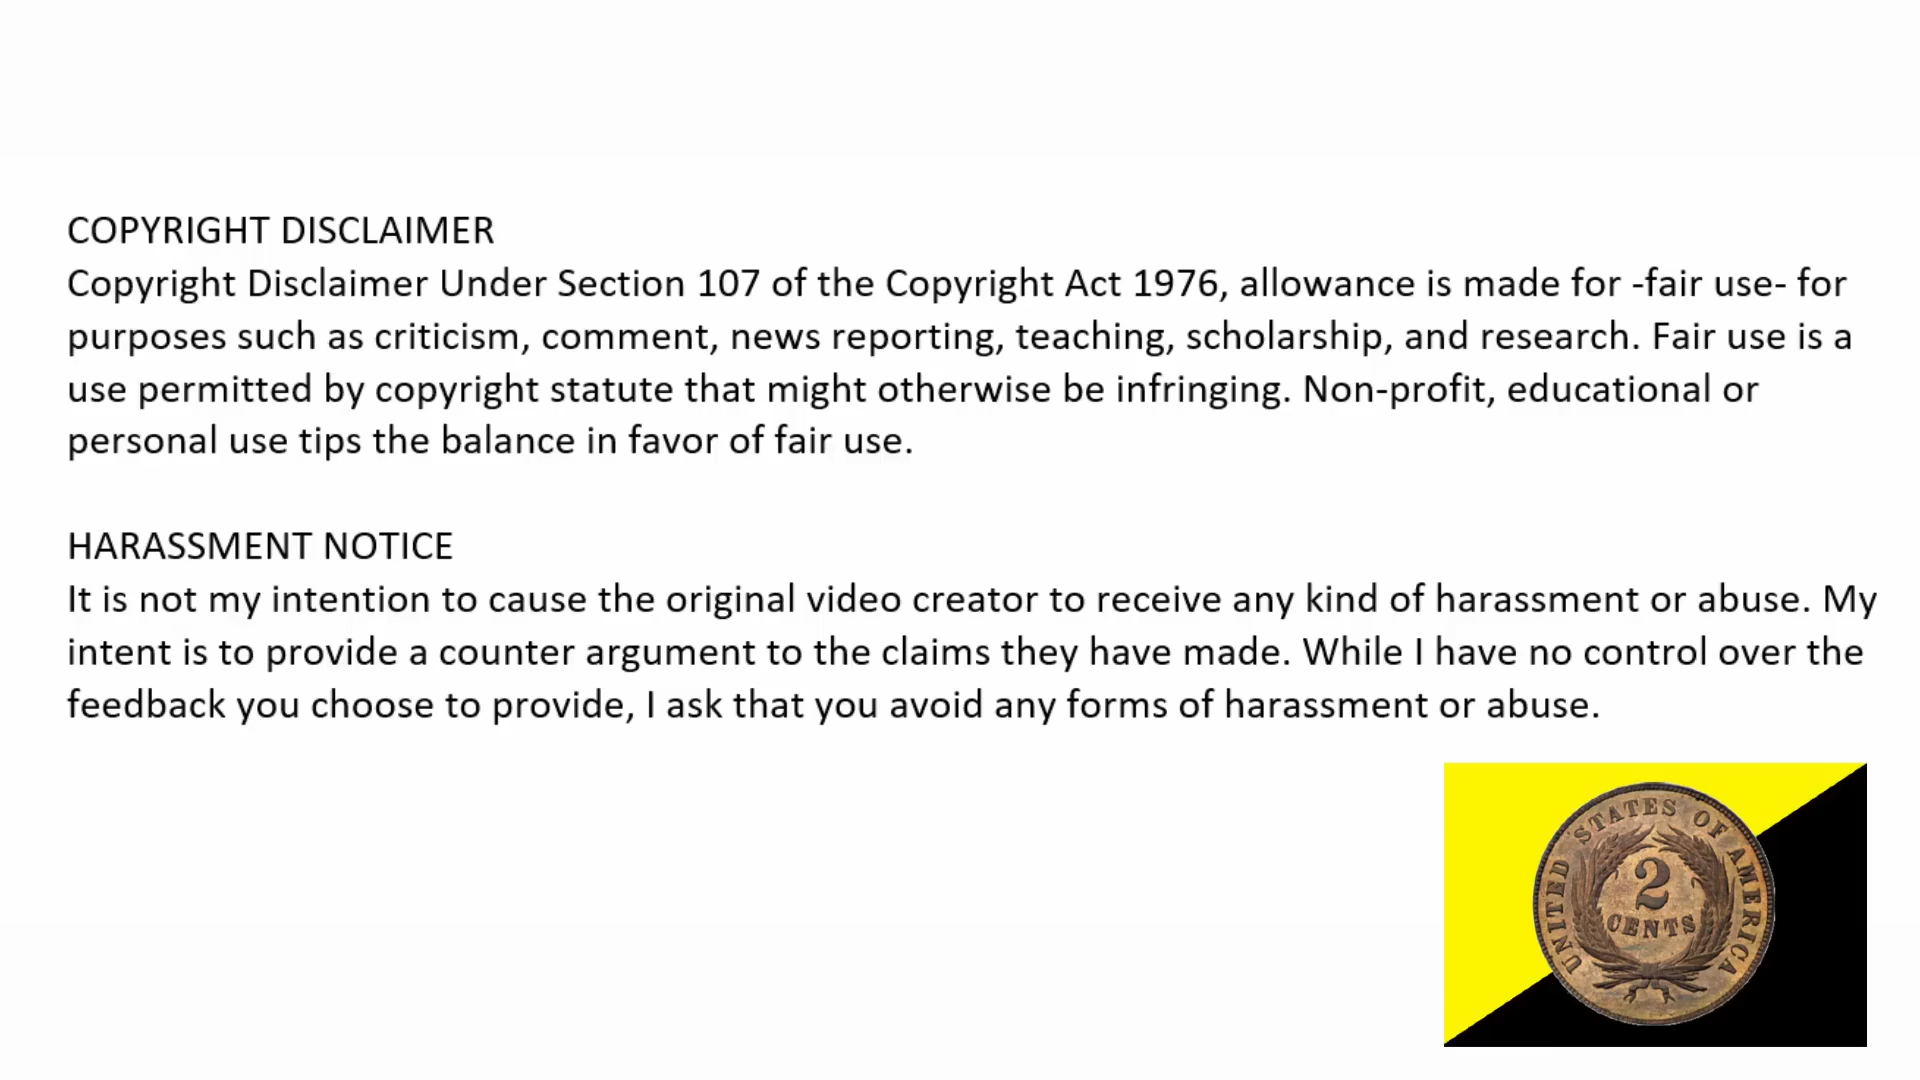 COPYRIGHT DISCLAIMER
Copyright Disclaimer Under Section 107 of the Copyright Act 1976, allowance is made for -fair use- for
purposes such as criticism, comment, news reporting, teaching, scholarship, and research. Fair use is a
use permitted by copyright statute that might otherwise be infringing. Non-profit, educational or
personal use tips the balance in favor of fair use.
HARASSMENT NOTICE
It is not my intention to cause the original video creator to receive any kind of harassment or abuse. My
intent is to provide a counter argument to the claims they have made. While I have no control over the
feedback you choose to provide, I ask that you avoid any forms of harassment or abuse.
UNITED STATES OF AMERICA
2
CENTS